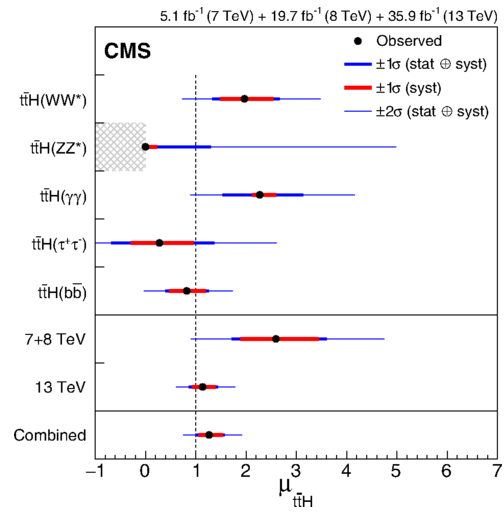 5.1 fb⁻¹ (7 TeV) + 19.7 fb⁻¹ (8 TeV) + 35.9 fb⁻¹ (13 TeV)
CMS
Observed
±1σ (stat ⊕ syst)
±1σ (syst)
±2σ (stat ⊕ syst)
tt̄H(WW*)
tt̄H(ZZ*)
tt̄H(γγ)
tt̄H(τ⁺τ⁻)
tt̄H(bb̄)
7+8 TeV
13 TeV
Combined
−1 0 1 2 3 4 5 6 7
μ tt̄H